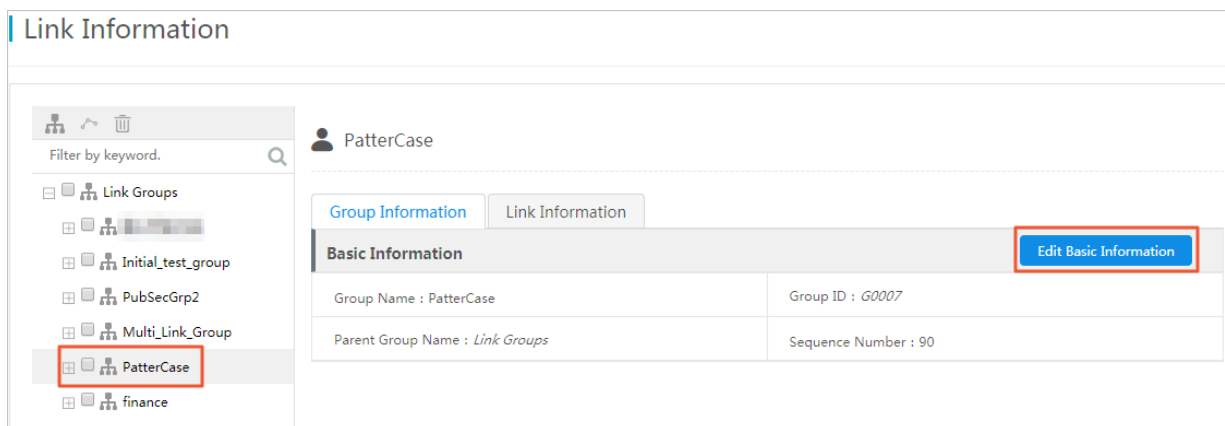 Link Information
Filter by keyword.
Link Groups
Initial_test_group
PubSecGrp2
Multi_Link_Group
PatterCase
finance
PatterCase
Group Information Link Information
Basic Information Edit Basic Information
Group Name : PatterCase Group ID : G0007
Parent Group Name : Link Groups Sequence Number : 90